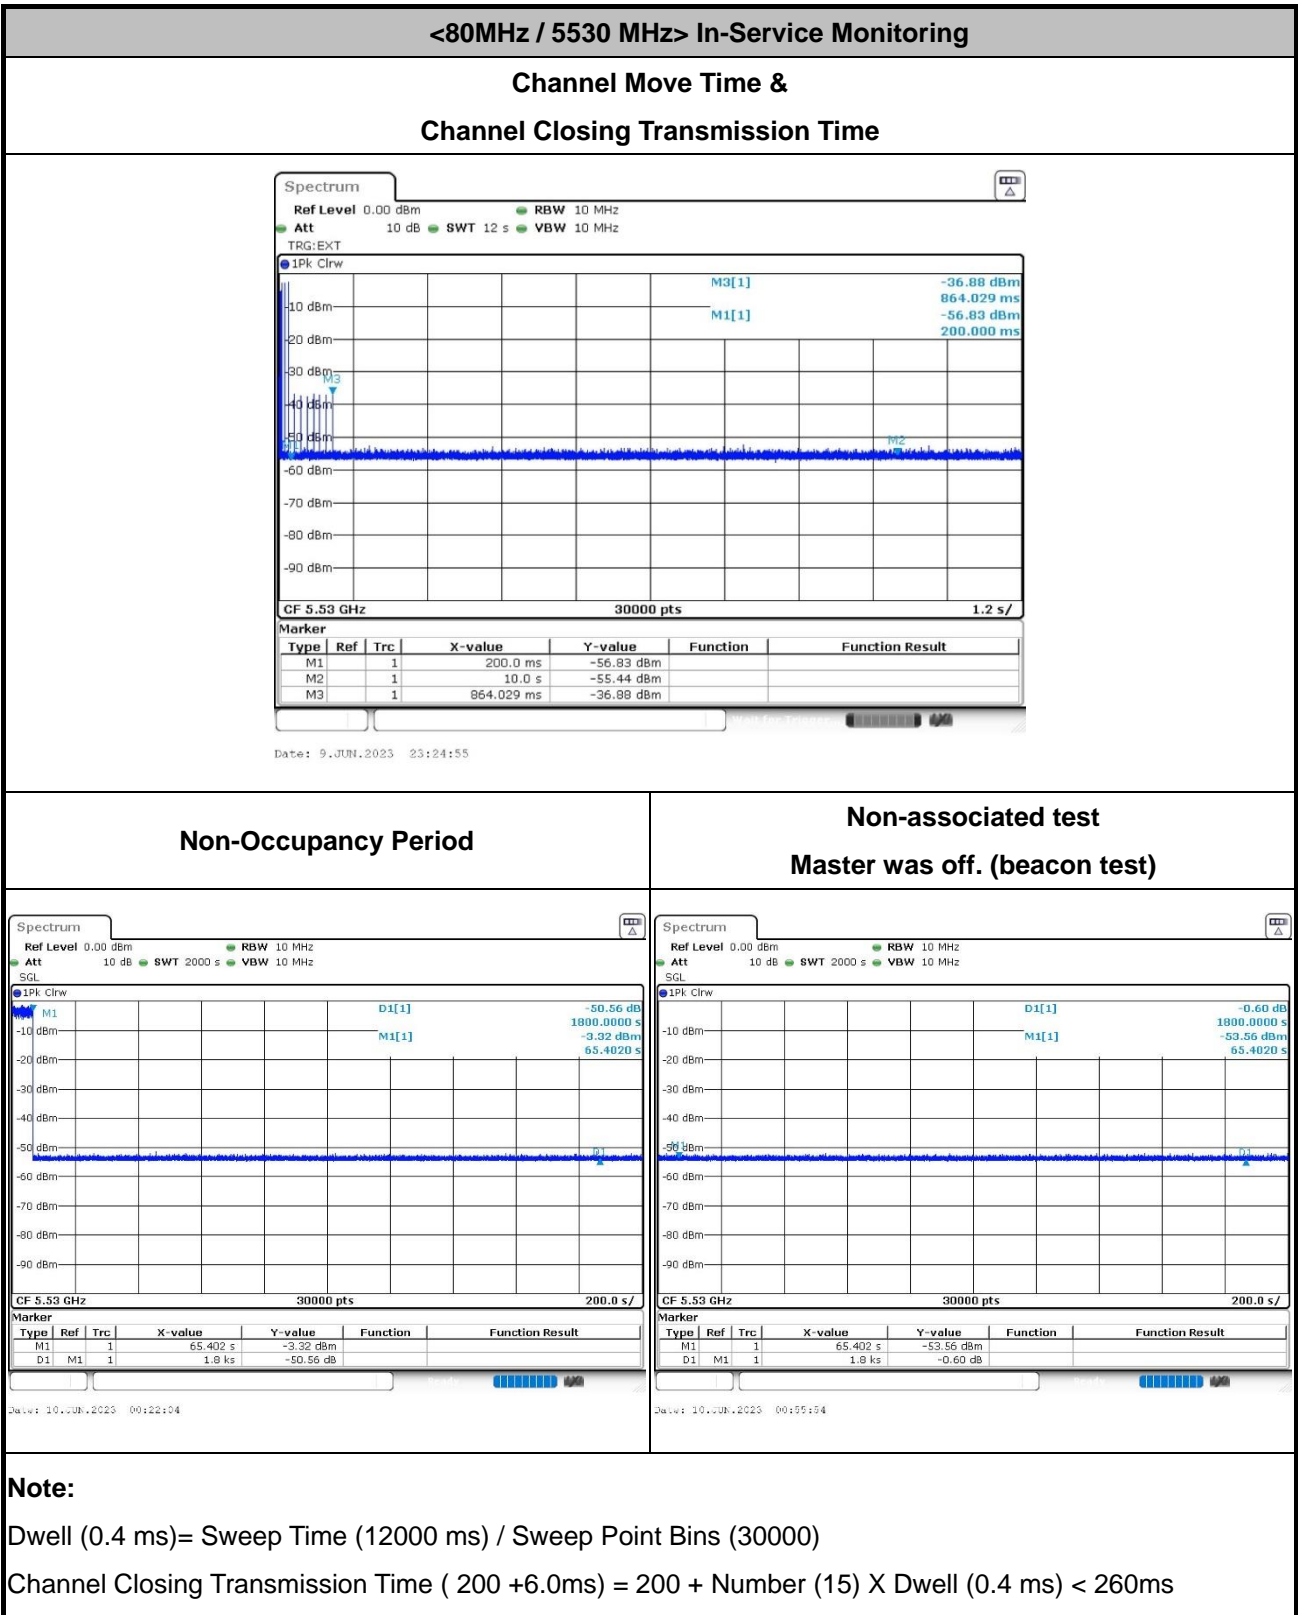 <80MHz / 5530 MHz> In-Service Monitoring
Channel Move Time &
Channel Closing Transmission Time
Spectrum
Ref Level 0.00 dBm RBW 10 MHz
Att 10 dB SWT 12 s VBW 10 MHz
TRG:EXT
1Pk Clrw
M3[1] -36.88 dBm
864.029 ms
-10 dBm
M1[1] -56.83 dBm
200.000 ms
-20 dBm
-30 dBm
M3
-40 dBm
-50 dBm
M1
M2
-60 dBm
-70 dBm
-80 dBm
-90 dBm
CF 5.53 GHz 30000 pts 1.2 s/
Marker
Type Ref Trc X-value Y-value Function Function Result
M1 1 200.0 ms -56.83 dBm
M2 1 10.0 s -55.44 dBm
M3 1 864.029 ms -36.88 dBm
Wait for Trigger
Date: 9.JUN.2023 23:24:55
Non-Occupancy Period
Non-associated test
Master was off. (beacon test)
Spectrum
Ref Level 0.00 dBm RBW 10 MHz
Att 10 dB SWT 2000 s VBW 10 MHz
SGL
1Pk Clrw
M1
D1[1] -50.56 dB
1800.0000 s
-10 dBm
M1[1] -3.32 dBm
65.4020 s
-20 dBm
-30 dBm
-40 dBm
-50 dBm
D1
-60 dBm
-70 dBm
-80 dBm
-90 dBm
CF 5.53 GHz 30000 pts 200.0 s/
Marker
Type Ref Trc X-value Y-value Function Function Result
M1 1 65.402 s -3.32 dBm
D1 M1 1 1.8 ks -50.56 dB
Date: 10.JUN.2023 00:22:04
Spectrum
Ref Level 0.00 dBm RBW 10 MHz
Att 10 dB SWT 2000 s VBW 10 MHz
SGL
1Pk Clrw
D1[1] -0.60 dB
1800.0000 s
-10 dBm
M1[1] -53.56 dBm
65.4020 s
-20 dBm
-30 dBm
-40 dBm
-50 dBm
M1
D1
-60 dBm
-70 dBm
-80 dBm
-90 dBm
CF 5.53 GHz 30000 pts 200.0 s/
Marker
Type Ref Trc X-value Y-value Function Function Result
M1 1 65.402 s -53.56 dBm
D1 M1 1 1.8 ks -0.60 dB
Date: 10.JUN.2023 00:55:54
Note:
Dwell (0.4 ms)= Sweep Time (12000 ms) / Sweep Point Bins (30000)
Channel Closing Transmission Time ( 200 +6.0ms) = 200 + Number (15) X Dwell (0.4 ms) < 260ms